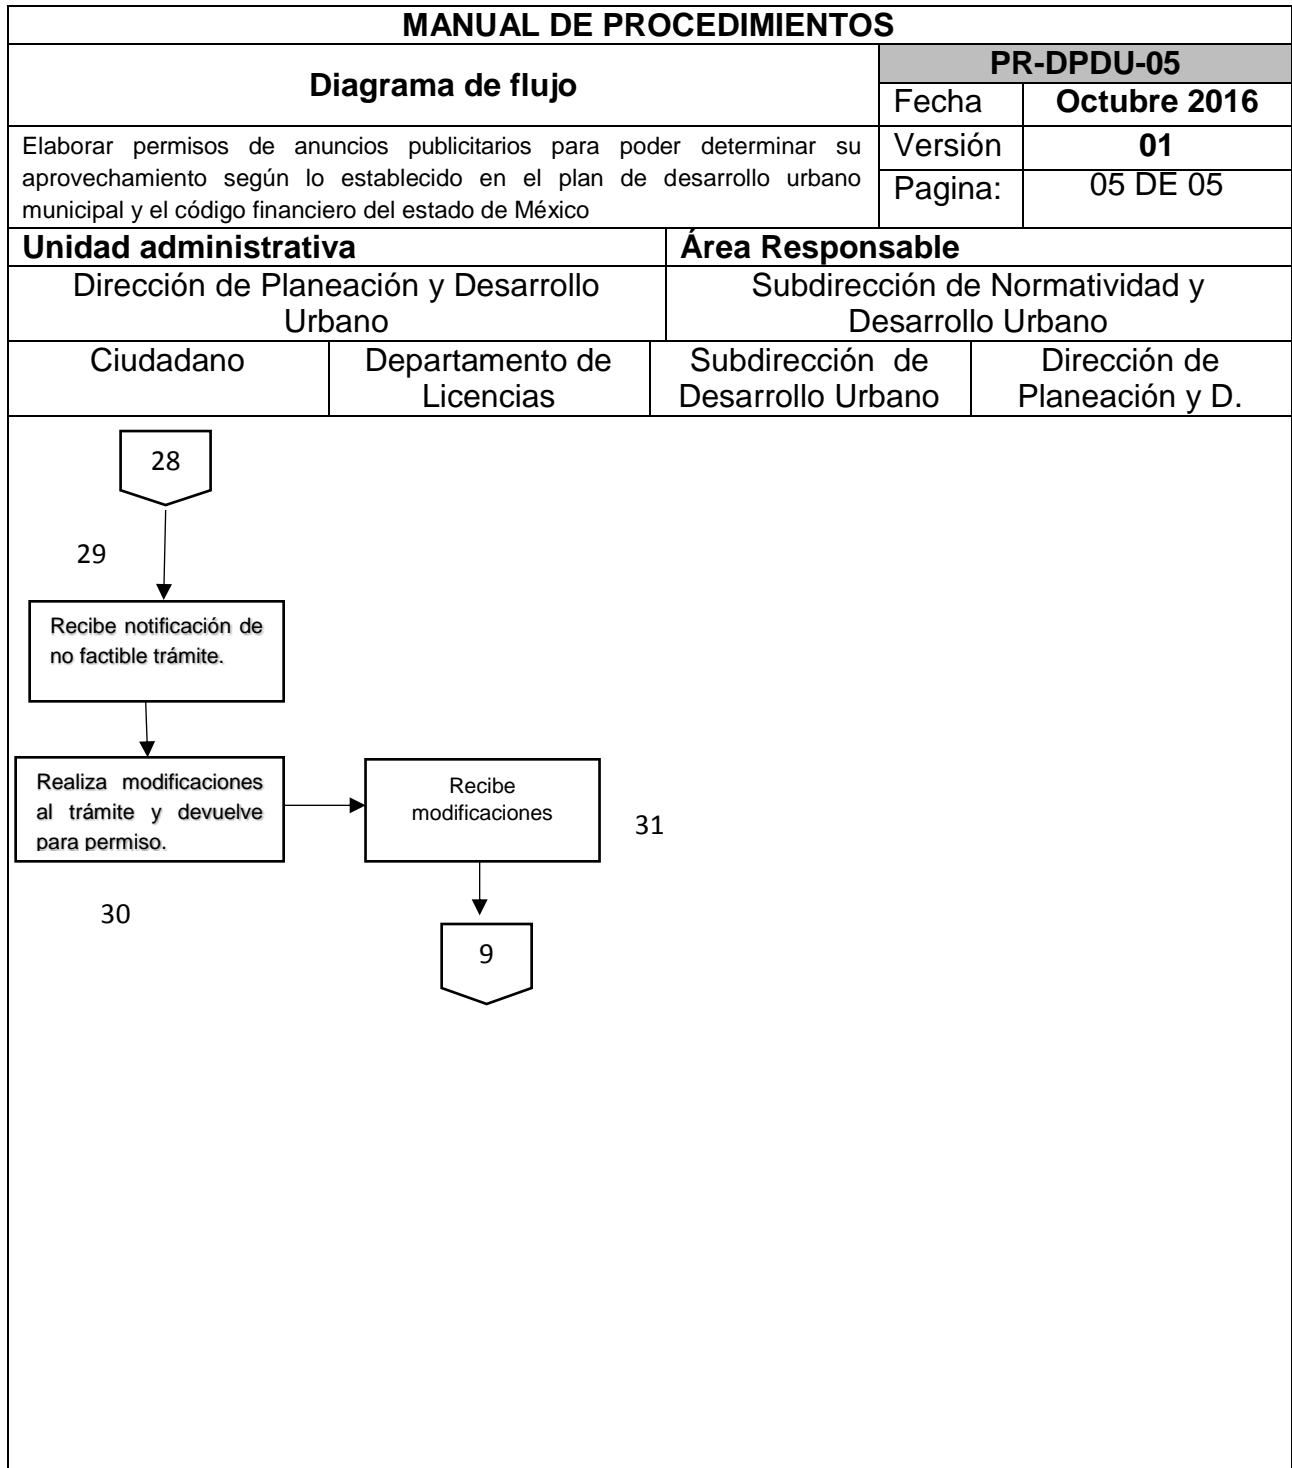 MANUAL DE PROCEDIMIENTOS
Diagrama de flujo
PR-DPDU-05
Fecha
Octubre 2016
Elaborar permisos de anuncios publicitarios para poder determinar su
aprovechamiento según lo establecido en el plan de desarrollo urbano
municipal y el código financiero del estado de México
Versión
01
Pagina:
05 DE 05
Unidad administrativa
Área Responsable
Dirección de Planeación y Desarrollo
Urbano
Subdirección de Normatividad y
Desarrollo Urbano
Ciudadano
Departamento de
Licencias
Subdirección de
Desarrollo Urbano
Dirección de
Planeación y D.
28
29
Recibe notificación de
no factible trámite.
Realiza modificaciones
al trámite y devuelve
para permiso.
Recibe
modificaciones
31
30
9